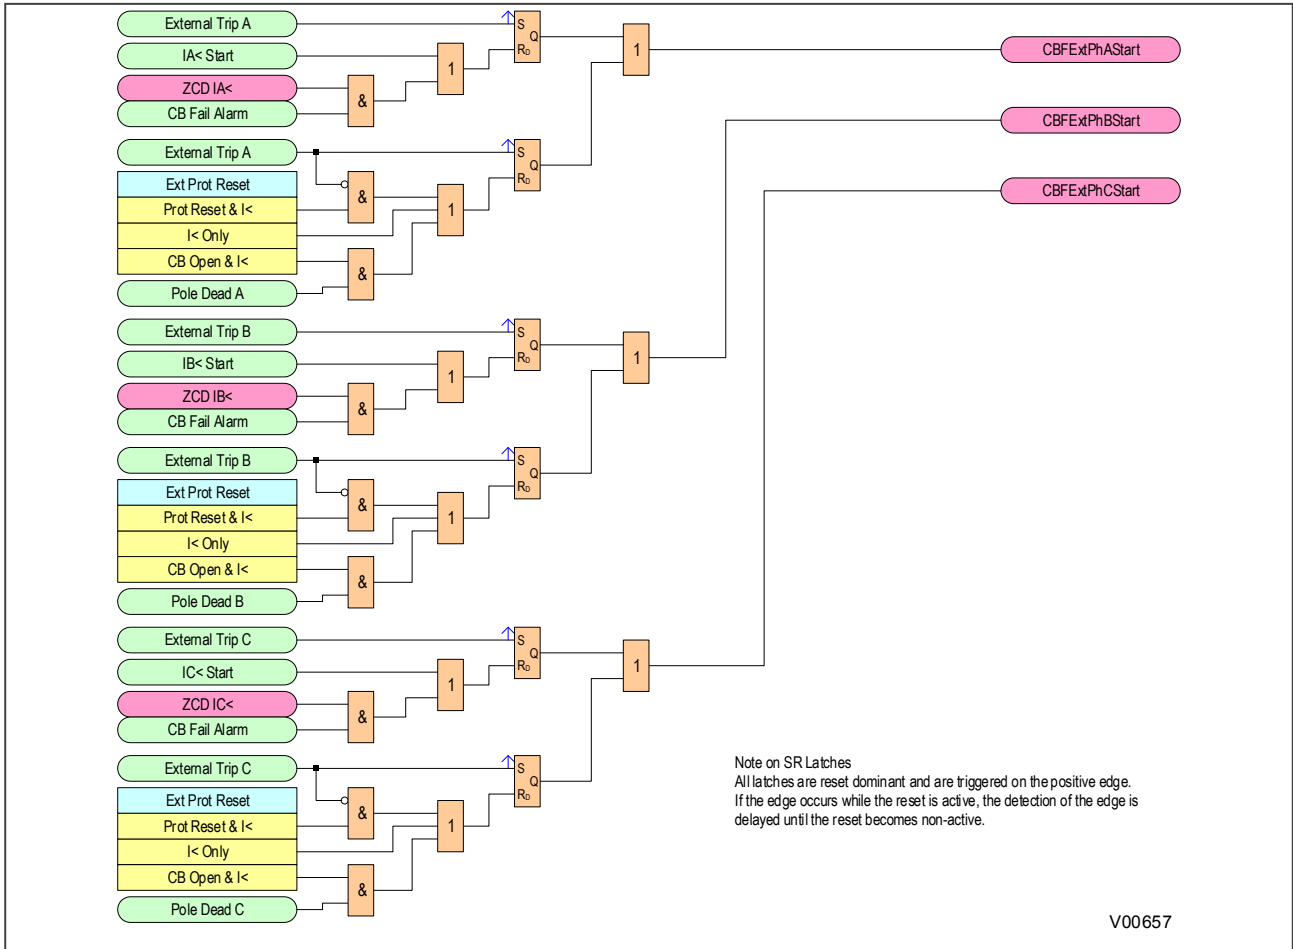 External Trip A
IA< Start
ZCD IA<
CB Fail Alarm
S
Q
RD
1
&
1
CBFExtPhAStart
External Trip A
Ext Prot Reset
Prot Reset & I<
I< Only
CB Open & I<
Pole Dead A
&
&
1
S
Q
RD
CBFExtPhBStart
CBFExtPhCStart
External Trip B
IB< Start
ZCD IB<
CB Fail Alarm
S
Q
RD
1
&
1
External Trip B
Ext Prot Reset
Prot Reset & I<
I< Only
CB Open & I<
Pole Dead B
&
&
1
S
Q
RD
External Trip C
IC< Start
ZCD IC<
CB Fail Alarm
S
Q
RD
1
&
1
External Trip C
Ext Prot Reset
Prot Reset & I<
I< Only
CB Open & I<
Pole Dead C
&
&
1
S
Q
RD
Note on SR Latches
All latches are reset dominant and are triggered on the positive edge.
If the edge occurs while the reset is active, the detection of the edge is
delayed until the reset becomes non-active.
V00657